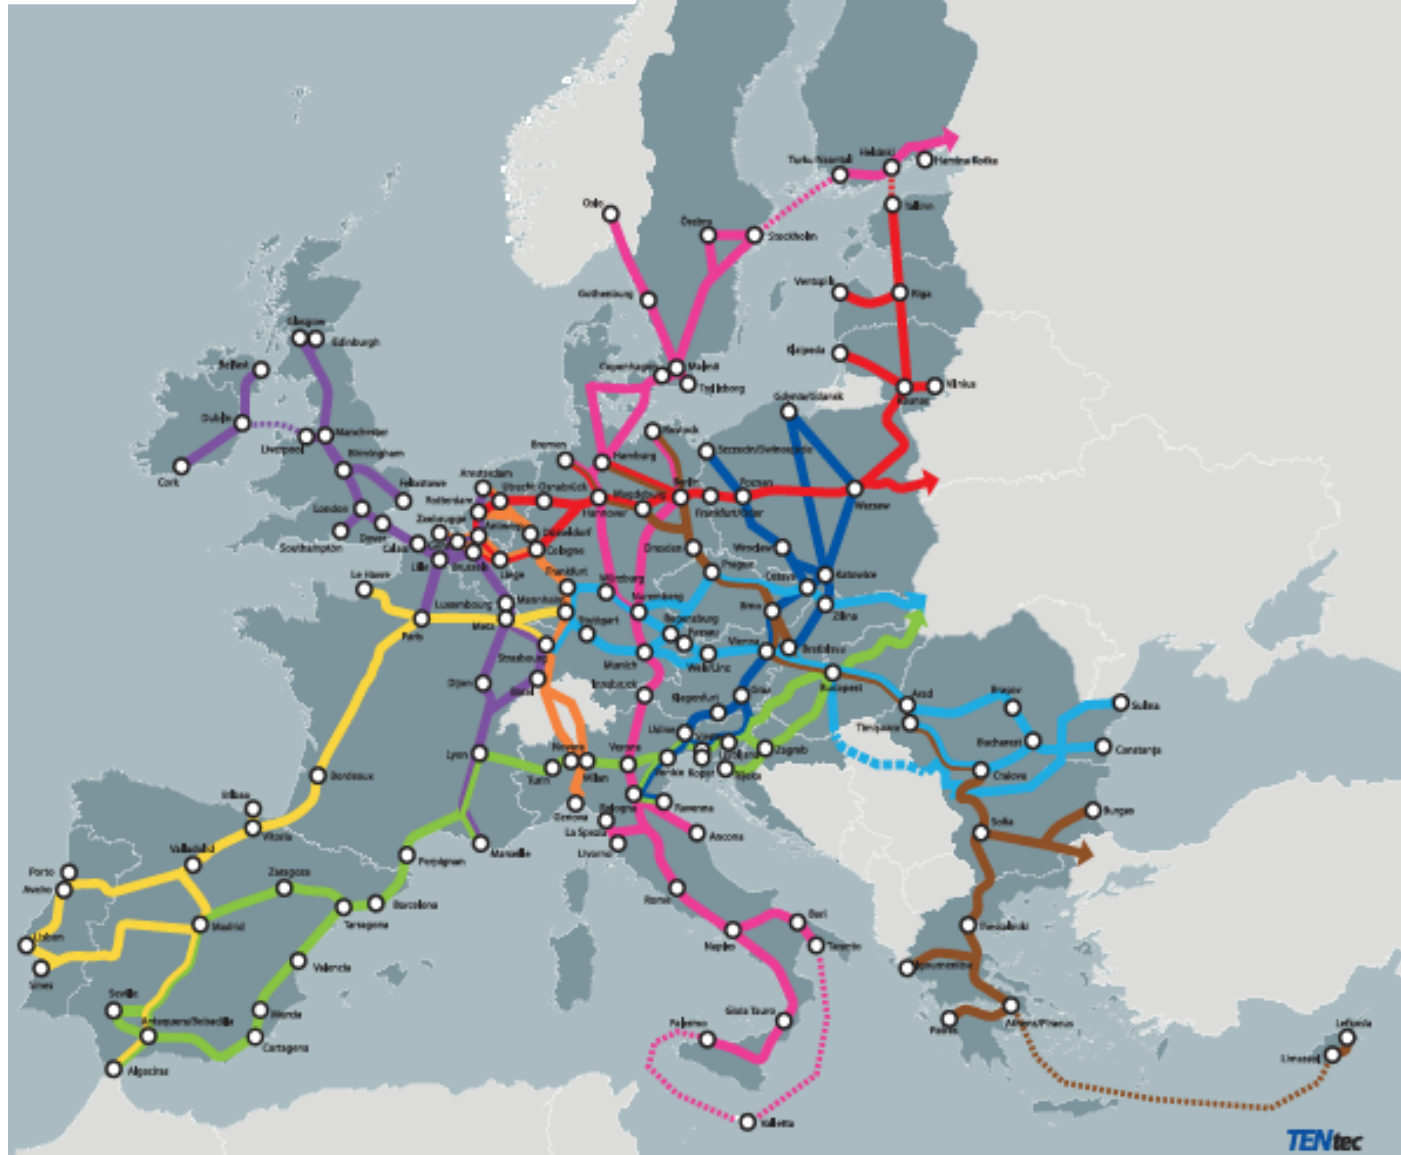 Turku/Naantali
Helsinki
Hamina/Kotka
Oslo
Tallinn
Örebro
Stockholm
Ventspils
Riga
Gothenburg
Glasgow
Edinburgh
Klaipeda
Belfast
Copenhagen
Malmö
Trelleborg
Vilnius
Kaunas
Gdynia/Gdansk
Dublin
Liverpool
Manchester
Rostock
Szczecin/Swinoujscie
Birmingham
Bremen
Hamburg
Cork
Felixstowe
Amsterdam
Utrecht
Osnabrück
Magdeburg
Berlin
Poznan
Rotterdam
London
Hannover
Frankfurt/Oder
Warsaw
Zeebrugge
Antwerp
Düsseldorf
Southampton
Dover
Calais
Cologne
Dresden
Wroclaw
Lille
Brussels
Liège
Prague
Le Havre
Frankfurt
Würzburg
Ostrava
Katowice
Luxembourg
Mannheim
Nuremberg
Brno
Zilina
Paris
Metz
Stuttgart
Regensburg
Passau
Vienna
Bratislava
Strasbourg
Munich
Wels/Linz
Dijon
Basel
Innsbruck
Klagenfurt
Graz
Budapest
Arad
Brasov
Sulina
Timişoara
Udine
Lyon
Novara
Verona
Ljubljana
Zagreb
Bucharest
Constanţa
Turin
Milan
Venice
Koper
Rijeka
Craiova
Bordeaux
Bilbao
Genova
Bologna
Ravenna
Burgas
Vitoria
La Spezia
Ancona
Sofia
Livorno
Marseille
Valladolid
Perpignan
Porto
Zaragoza
Aveiro
Barcelona
Roma
Tarragona
Madrid
Bari
Thessaloniki
Lisbon
Naples
Taranto
Valencia
Igoumenitsa
Sines
Seville
Murcia
Gioia Tauro
Antequera/Bobadilla
Palermo
Patras
Athens/Piraeus
Lefkosia
Cartagena
Limassol
Algeciras
Valletta
TENtec